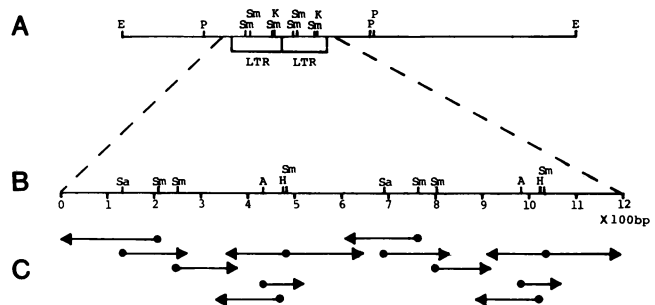 A
Sm K Sm K
E P Sm Sm Sm Sm P P E
LTR LTR
B
Sm Sm
Sa Sm Sm A H Sa Sm Sm A H
0 1 2 3 4 5 6 7 8 9 10 11 12
X 100bp
C